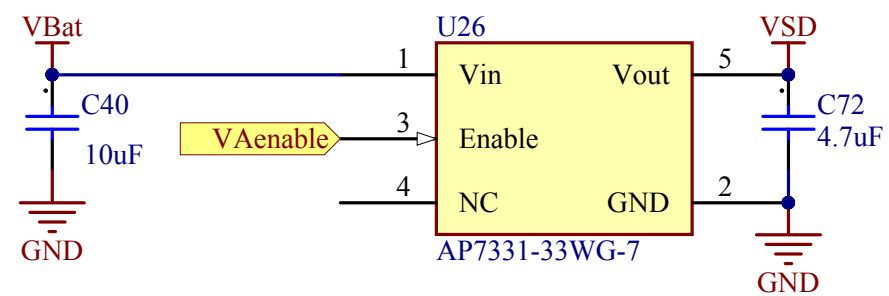 VBat
U26
VSD
1
Vin
Vout
5
C40
10uF
VAenable
3
Enable
C72
4.7uF
4
NC
GND
2
GND
AP7331-33WG-7
GND